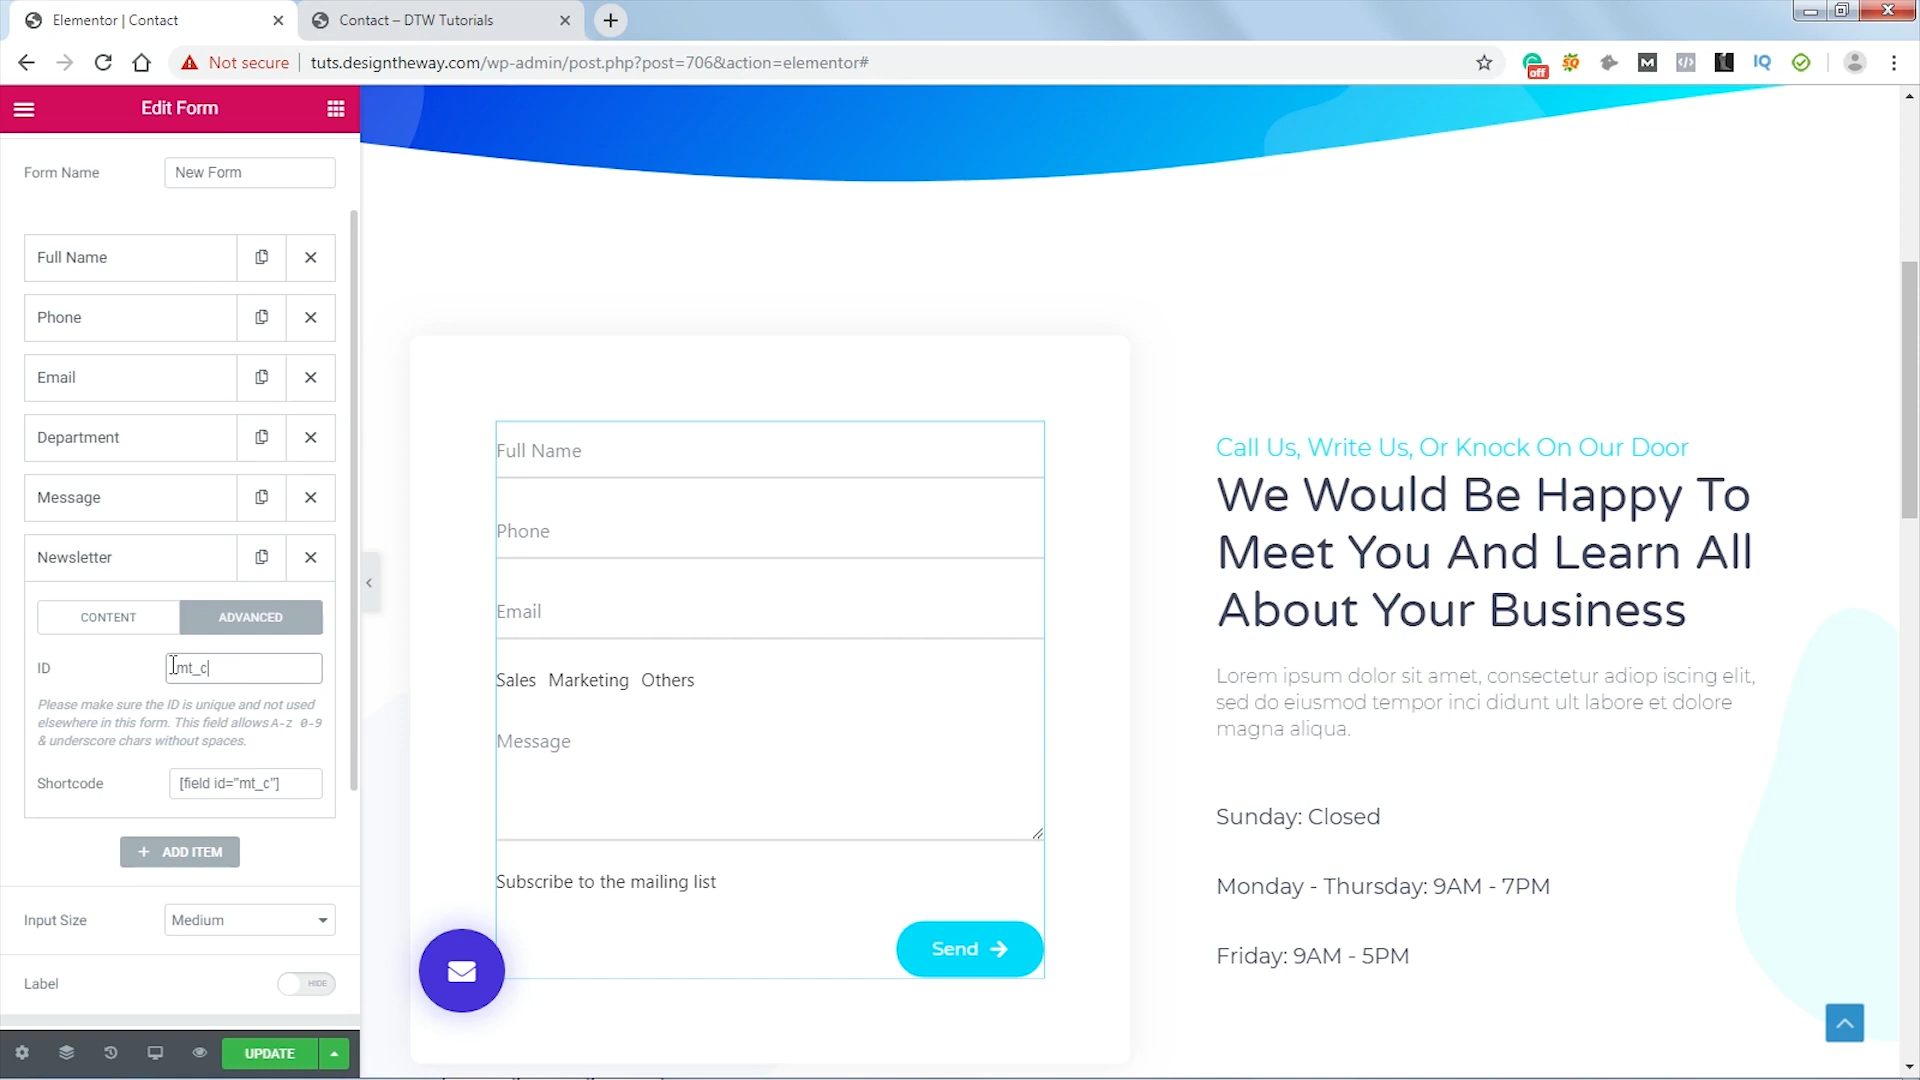 Elementor | Contact
Contact – DTW Tutorials
Not secure
tuts.designtheway.com/wp-admin/post.php?post=706&action=elementor#
off
SQ
M
</>
IQ
Edit Form
Form Name
New Form
Full Name
Phone
Email
Department
Message
Newsletter
CONTENT
ADVANCED
ID
mt_c
Please make sure the ID is unique and not used
elsewhere in this form. This field allows A-z 0-9
& underscore chars without spaces.
Shortcode
[field id="mt_c"]
+ ADD ITEM
Input Size
Medium
Label
HIDE
UPDATE
Full Name
Phone
Email
Sales Marketing Others
Message
Subscribe to the mailing list
Send
Call Us, Write Us, Or Knock On Our Door
We Would Be Happy To
Meet You And Learn All
About Your Business
Lorem ipsum dolor sit amet, consectetur adiop iscing elit,
sed do eiusmod tempor inci didunt ult labore et dolore
magna aliqua.
Sunday: Closed
Monday - Thursday: 9AM - 7PM
Friday: 9AM - 5PM